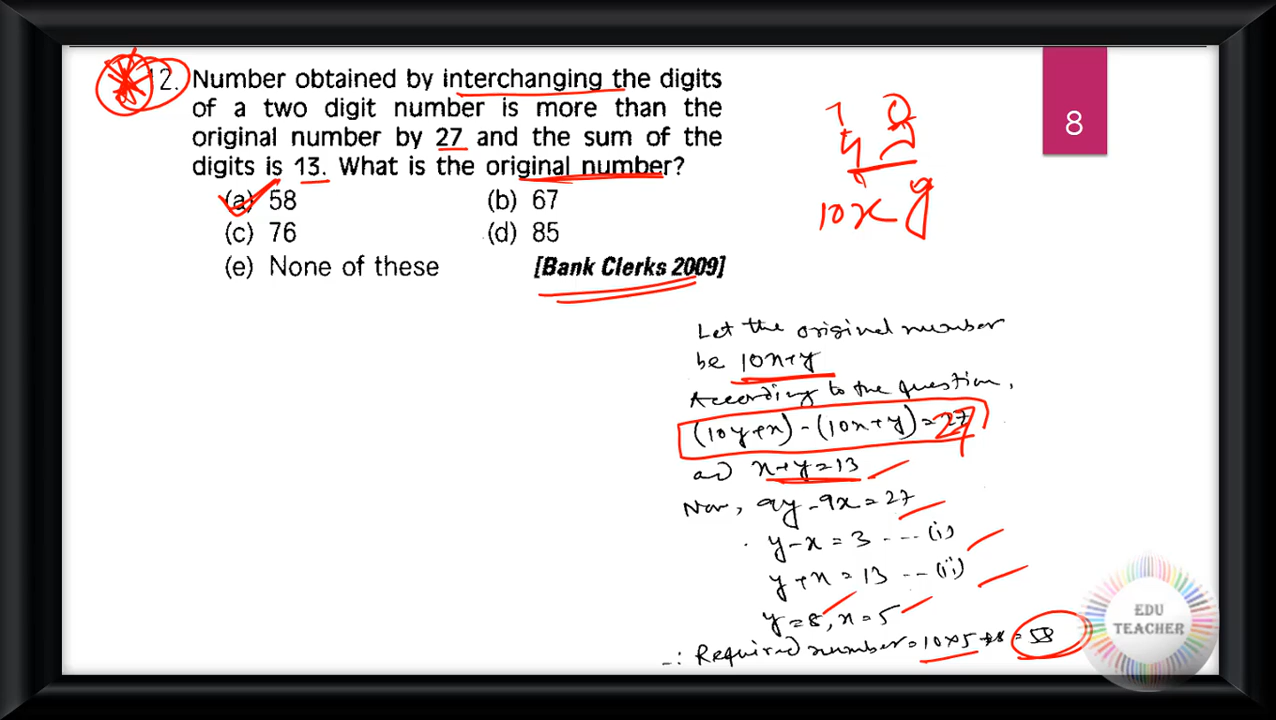 12. Number obtained by interchanging the digits
of a two digit number is more than the
original number by 27 and the sum of the
digits is 13. What is the original number?
(a) 58 (b) 67
(c) 76 (d) 85
(e) None of these [Bank Clerks 2009]
8
10x y
Let the original number
be 10x+y
According to the question,
(10y+x) - (10x+y) = 27
and x+y=13
Now, 9y-9x=27
y-x=3 ---- (i)
y+x=13 --- (ii)
y=8, x=5
∴ Required number = 10×5+8 = 58
EDU
TEACHER